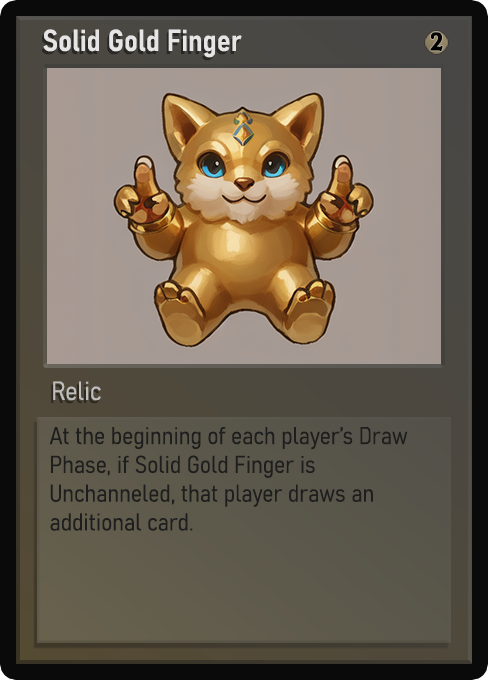 Solid Gold Finger
2
Relic
At the beginning of each player's Draw
Phase, if Solid Gold Finger is
Unchanneled, that player draws an
additional card.